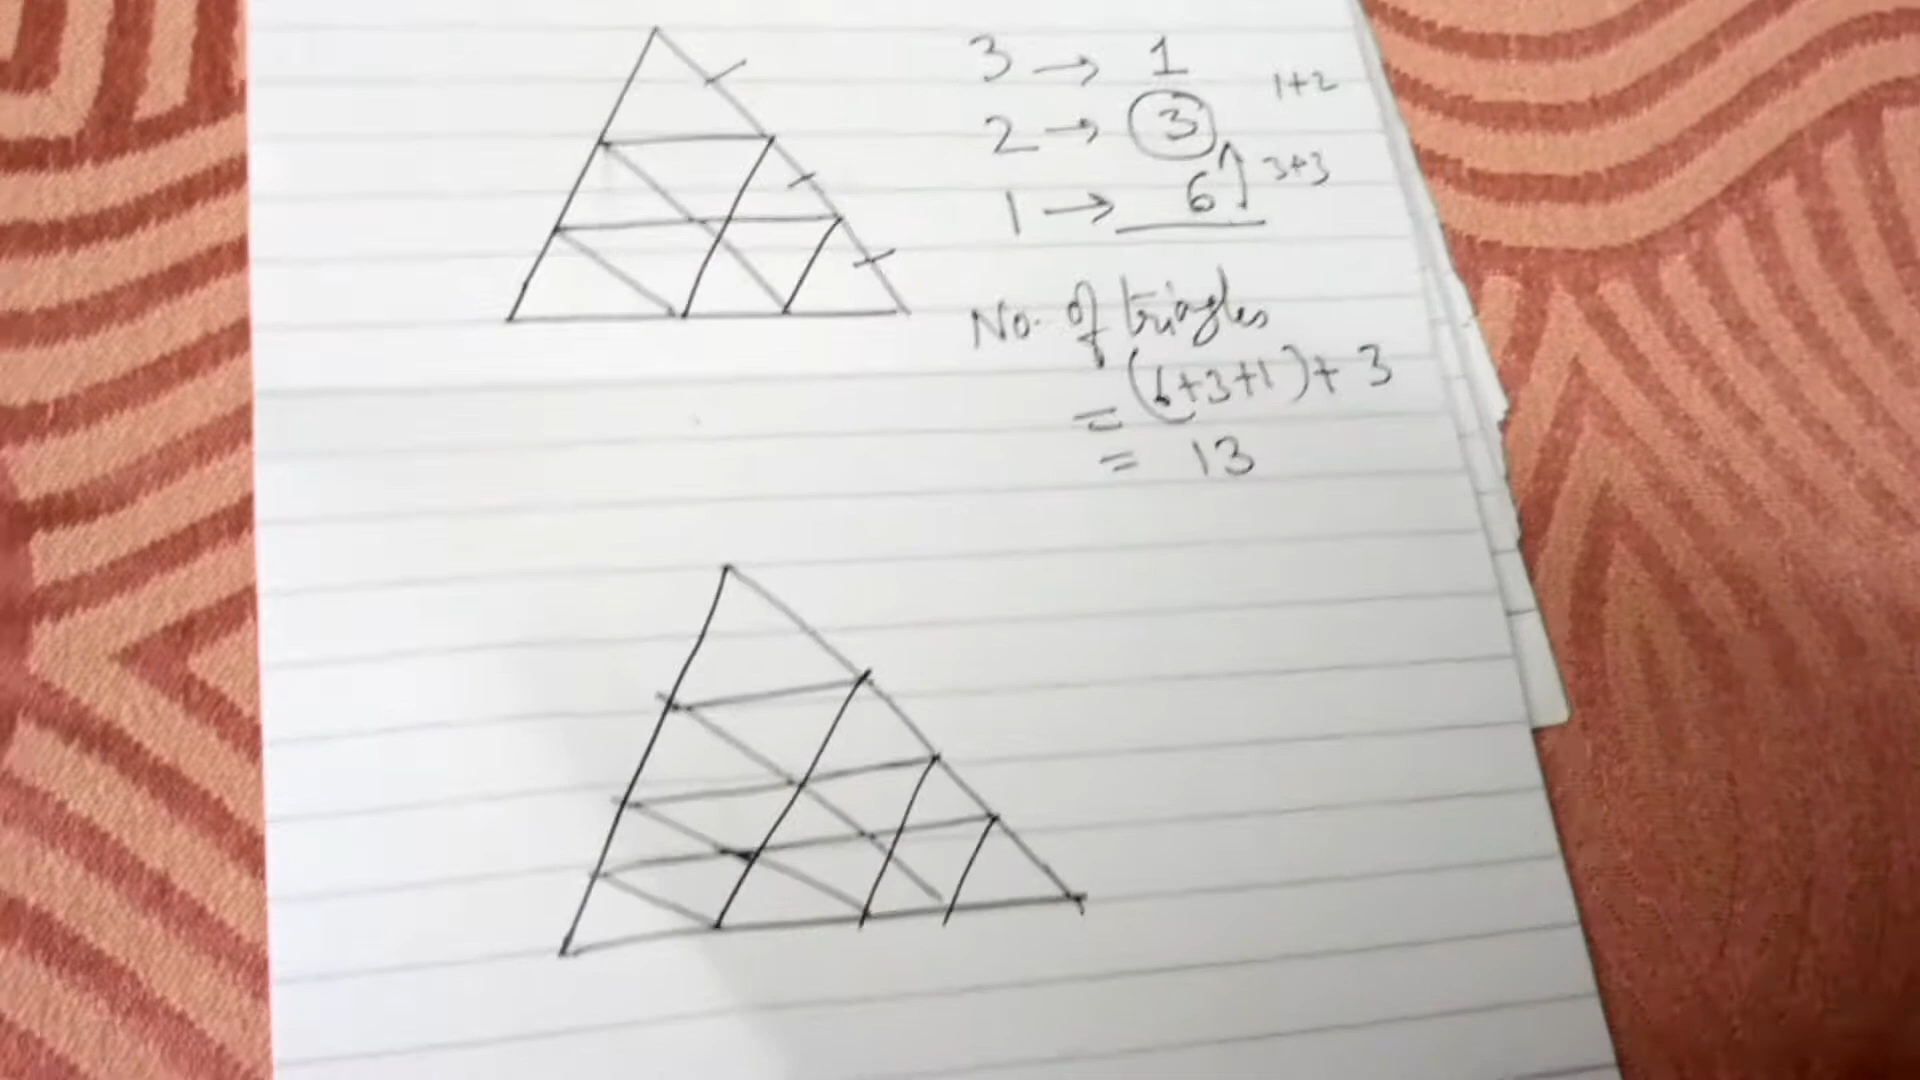 3 → 1
1+2
2 → 3
3+3
1 → 6
No. of triagles
= (6+3+1) + 3
= 13